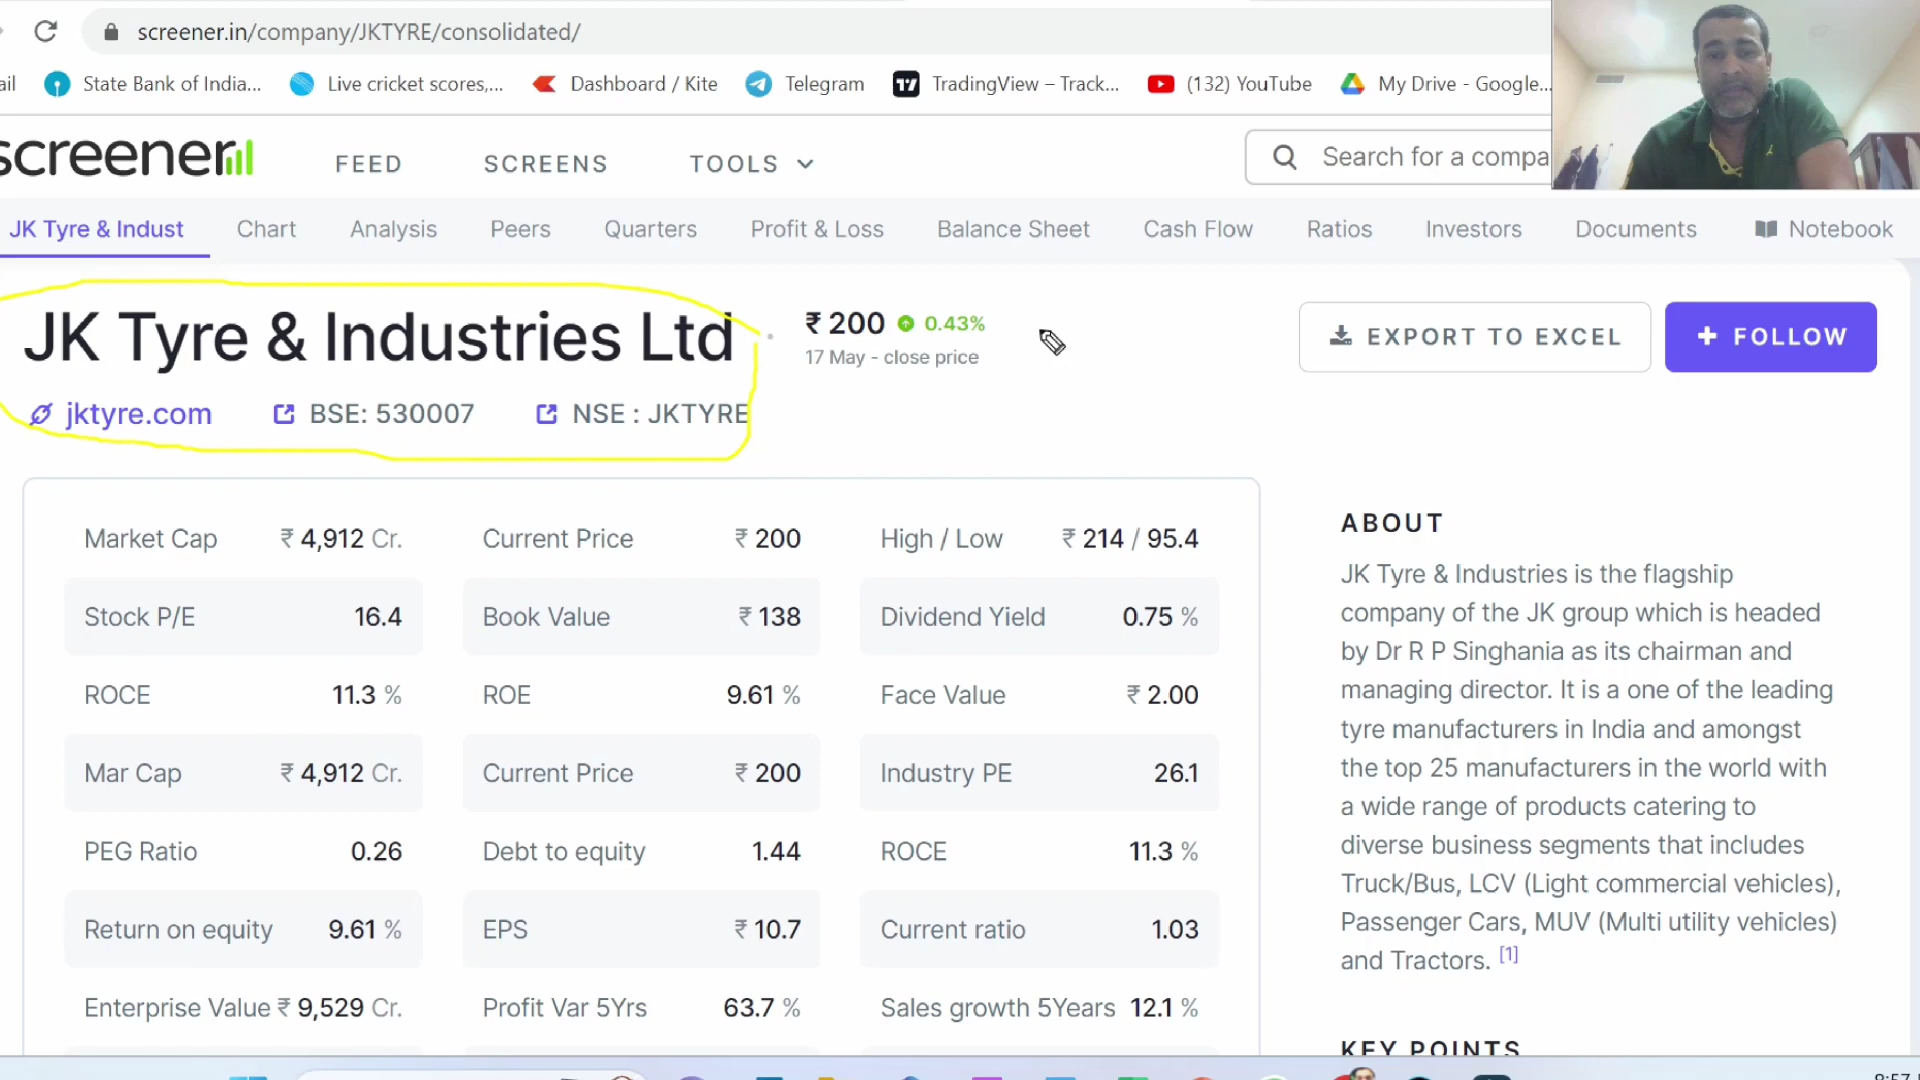 screener.in/company/JKTYRE/consolidated/
ail State Bank of India... Live cricket scores,... Dashboard / Kite Telegram TradingView – Track... (132) YouTube My Drive - Google...
screener FEED SCREENS TOOLS Search for a compa
JK Tyre & Indust Chart Analysis Peers Quarters Profit & Loss Balance Sheet Cash Flow Ratios Investors Documents Notebook
JK Tyre & Industries Ltd ₹ 200 0.43%
17 May - close price
EXPORT TO EXCEL + FOLLOW
jktyre.com BSE: 530007 NSE : JKTYRE
Market Cap ₹ 4,912 Cr. Current Price ₹ 200 High / Low ₹ 214 / 95.4
Stock P/E 16.4 Book Value ₹ 138 Dividend Yield 0.75 %
ROCE 11.3 % ROE 9.61 % Face Value ₹ 2.00
Mar Cap ₹ 4,912 Cr. Current Price ₹ 200 Industry PE 26.1
PEG Ratio 0.26 Debt to equity 1.44 ROCE 11.3 %
Return on equity 9.61 % EPS ₹ 10.7 Current ratio 1.03
Enterprise Value ₹ 9,529 Cr. Profit Var 5Yrs 63.7 % Sales growth 5Years 12.1 %
ABOUT
JK Tyre & Industries is the flagship
company of the JK group which is headed
by Dr R P Singhania as its chairman and
managing director. It is a one of the leading
tyre manufacturers in India and amongst
the top 25 manufacturers in the world with
a wide range of products catering to
diverse business segments that includes
Truck/Bus, LCV (Light commercial vehicles),
Passenger Cars, MUV (Multi utility vehicles)
and Tractors. [1]
KEY POINTS